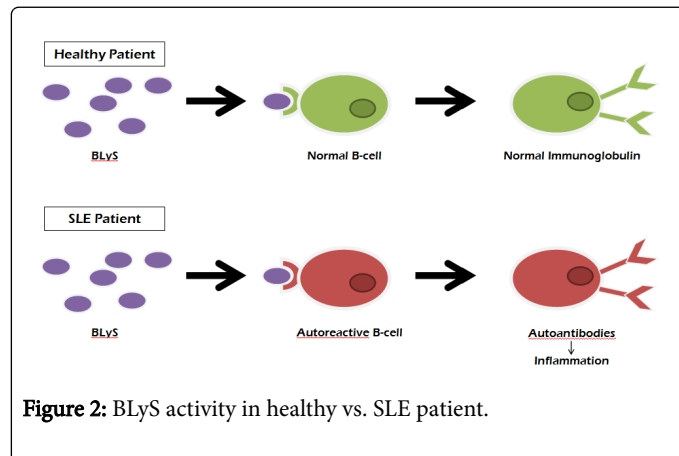 Healthy Patient
BLyS
Normal B-cell
Normal Immunoglobulin
SLE Patient
BLyS
Autoreactive B-cell
Autoantibodies
Inflammation
Figure 2: BLyS activity in healthy vs. SLE patient.